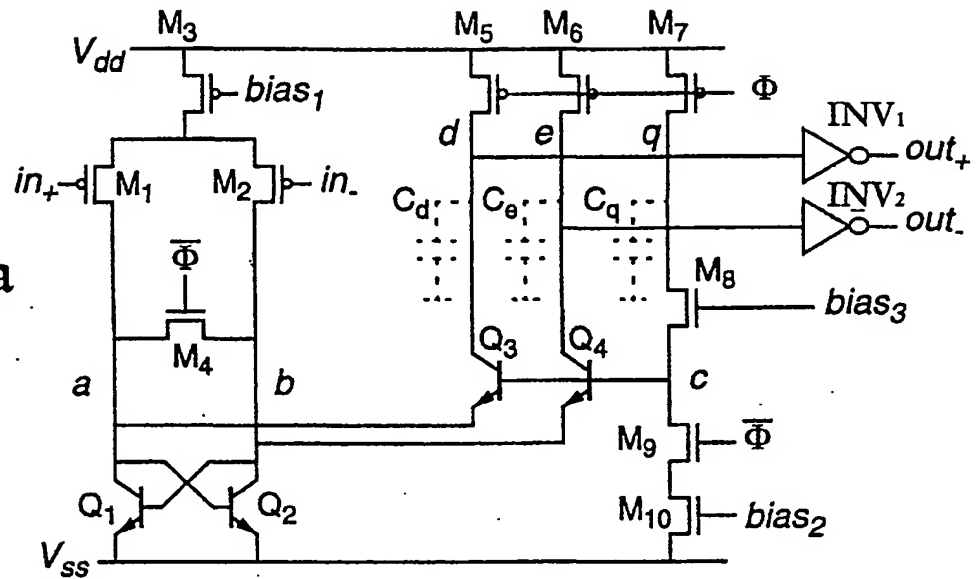 M3 M5 M6 M7
Vdd
bias1
Φ
d e q
INV1
out+
in+ M1 M2 in-
Cd Ce Cq
INV2
out-
Φ̅
a
M8
bias3
M4
Q3 Q4
a b
c
M9 Φ̅
Q1 Q2
M10 bias2
Vss